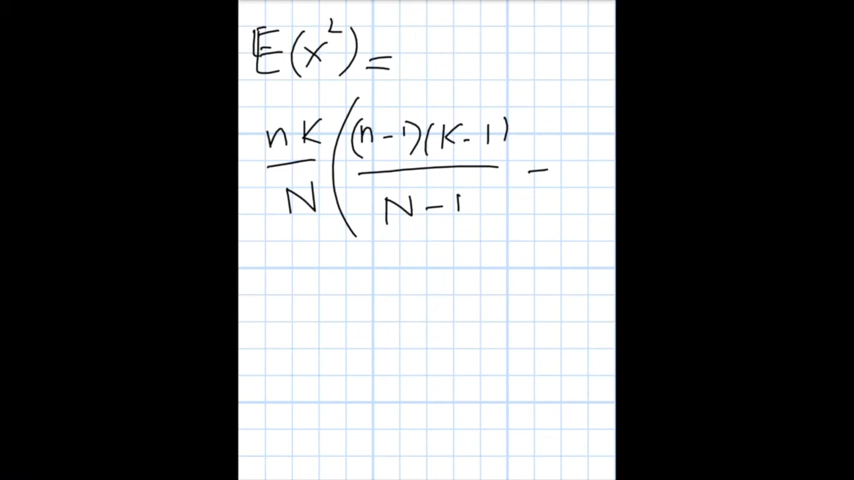 E(x²) =
nK/N ( (n-1)(K-1)/N-1 -